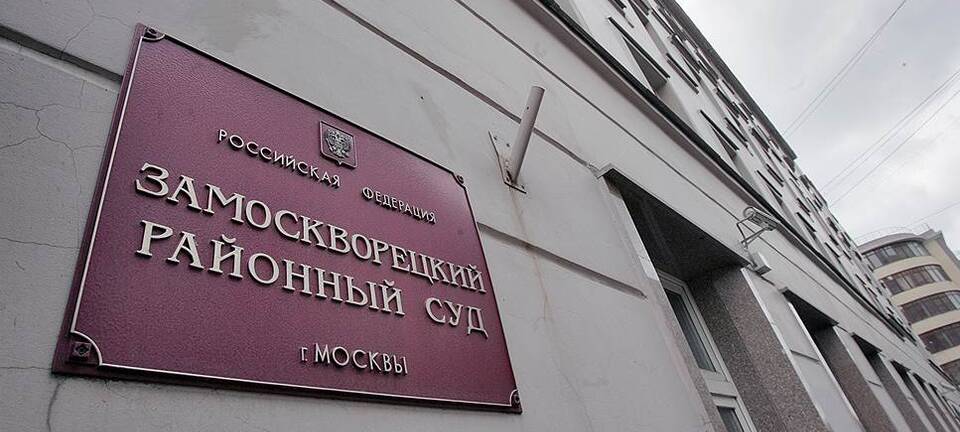 РОССИЙСКАЯ ФЕДЕРАЦИЯ
ЗАМОСКВОРЕЦКИЙ
РАЙОННЫЙ СУД
Г. МОСКВЫ